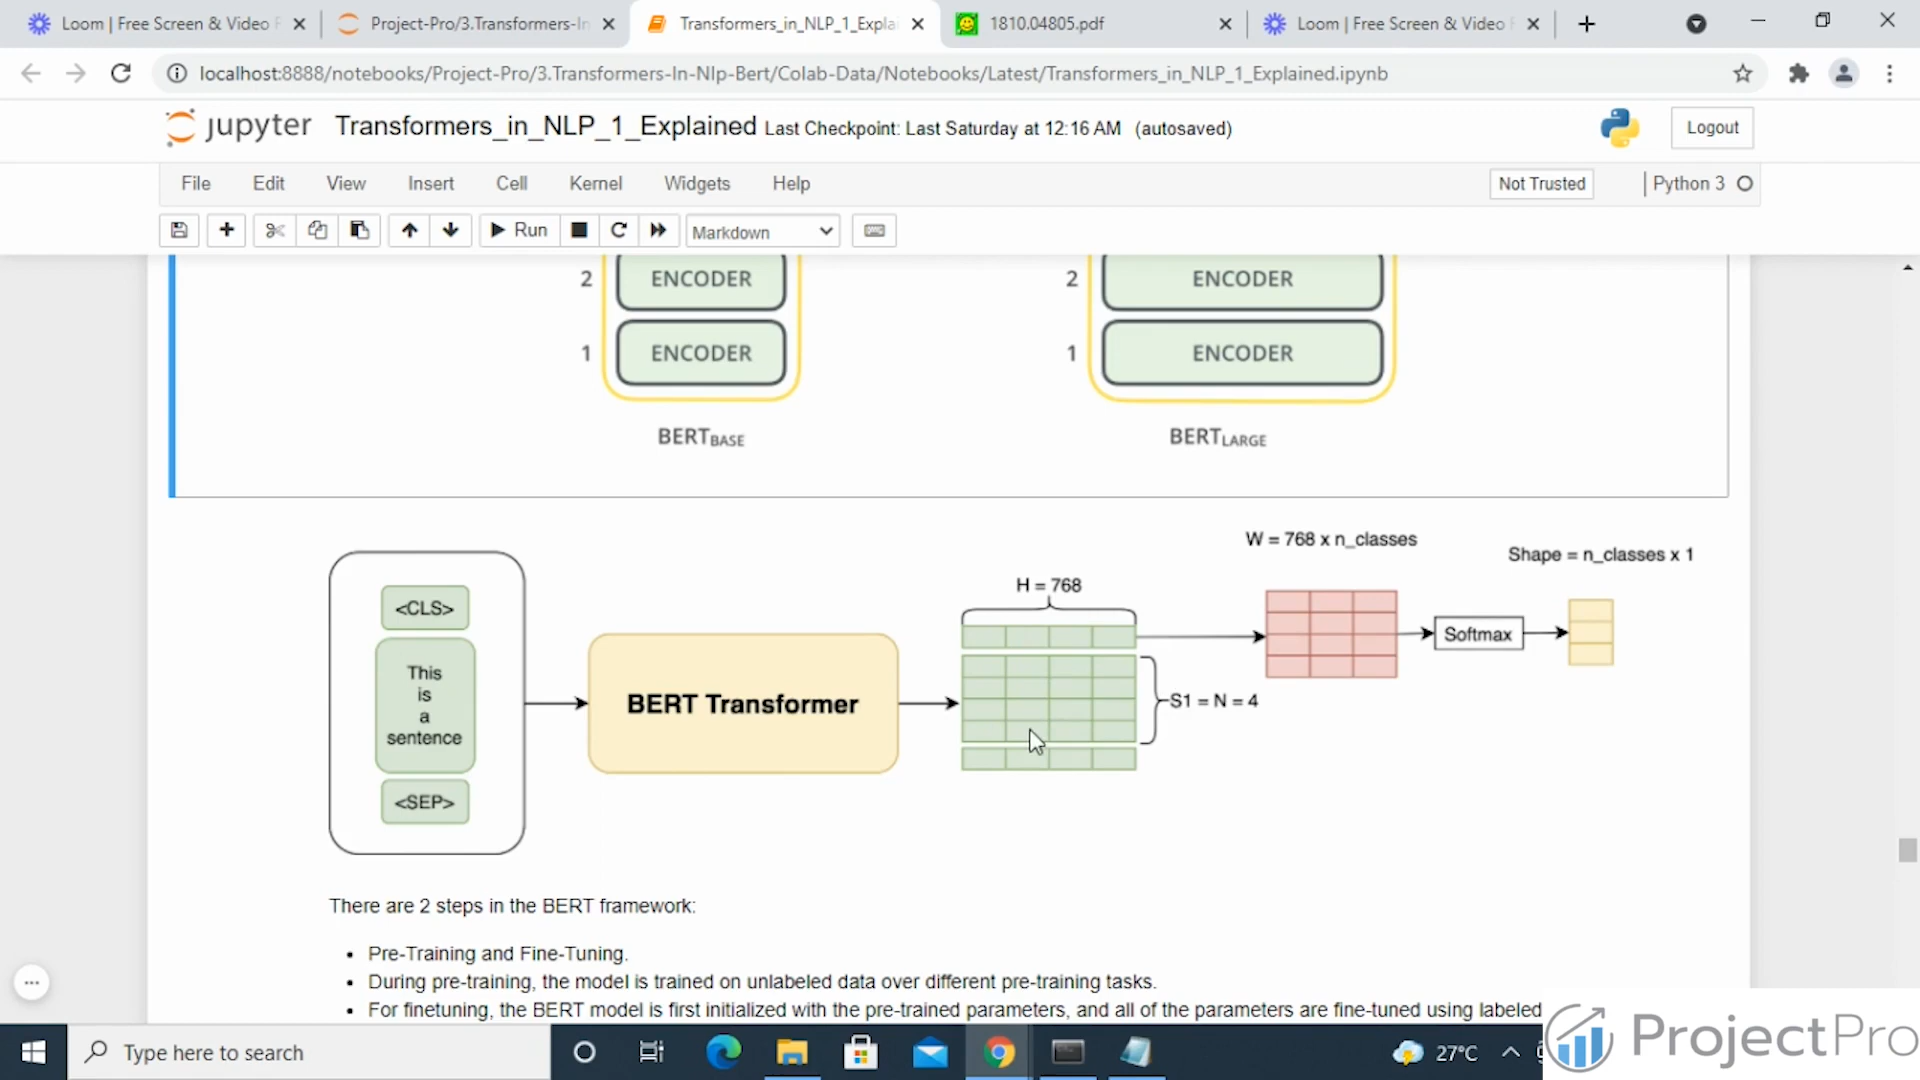 Loom | Free Screen & Video
Project-Pro/3.Transformers-In
Transformers_in_NLP_1_Explai
1810.04805.pdf
Loom | Free Screen & Video
localhost:8888/notebooks/Project-Pro/3.Transformers-In-Nlp-Bert/Colab-Data/Notebooks/Latest/Transformers_in_NLP_1_Explained.ipynb
jupyter Transformers_in_NLP_1_Explained Last Checkpoint: Last Saturday at 12:16 AM (autosaved)
Logout
File Edit View Insert Cell Kernel Widgets Help
Not Trusted
Python 3
Run
Markdown
2 ENCODER
2 ENCODER
1 ENCODER
1 ENCODER
BERTBASE
BERTLARGE
W = 768 x n_classes
Shape = n_classes x 1
H = 768
<CLS>
This
is
a
sentence
<SEP>
BERT Transformer
S1 = N = 4
Softmax
There are 2 steps in the BERT framework:
• Pre-Training and Fine-Tuning.
• During pre-training, the model is trained on unlabeled data over different pre-training tasks.
• For finetuning, the BERT model is first initialized with the pre-trained parameters, and all of the parameters are fine-tuned using labeled
Type here to search
27°C
ProjectPro